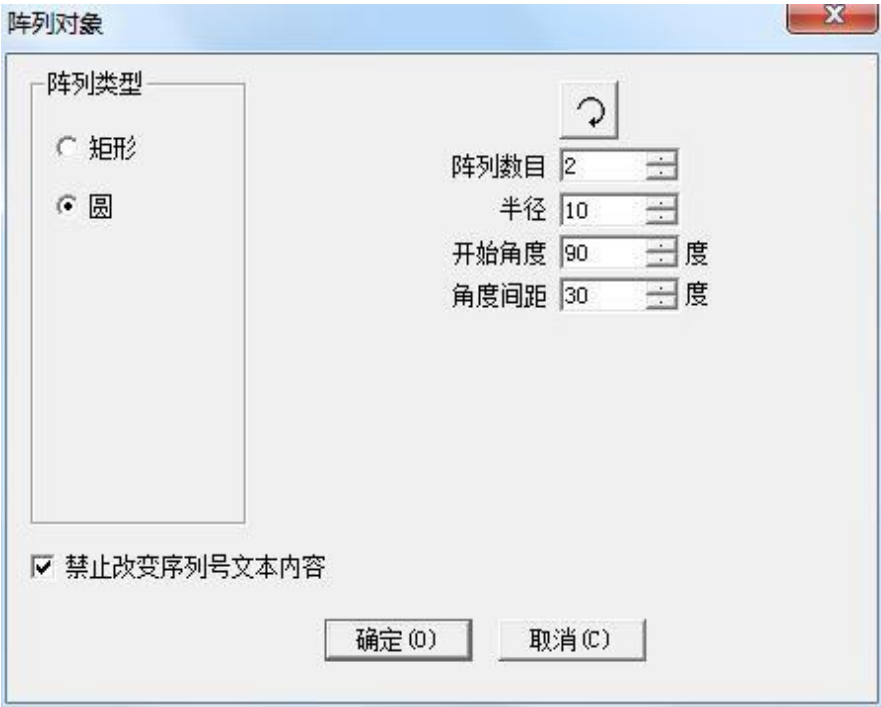 阵列对象
阵列类型
矩形
圆
阵列数目 2
半径 10
开始角度 90 度
角度间距 30 度
禁止改变序列号文本内容
确定(O) 取消(C)